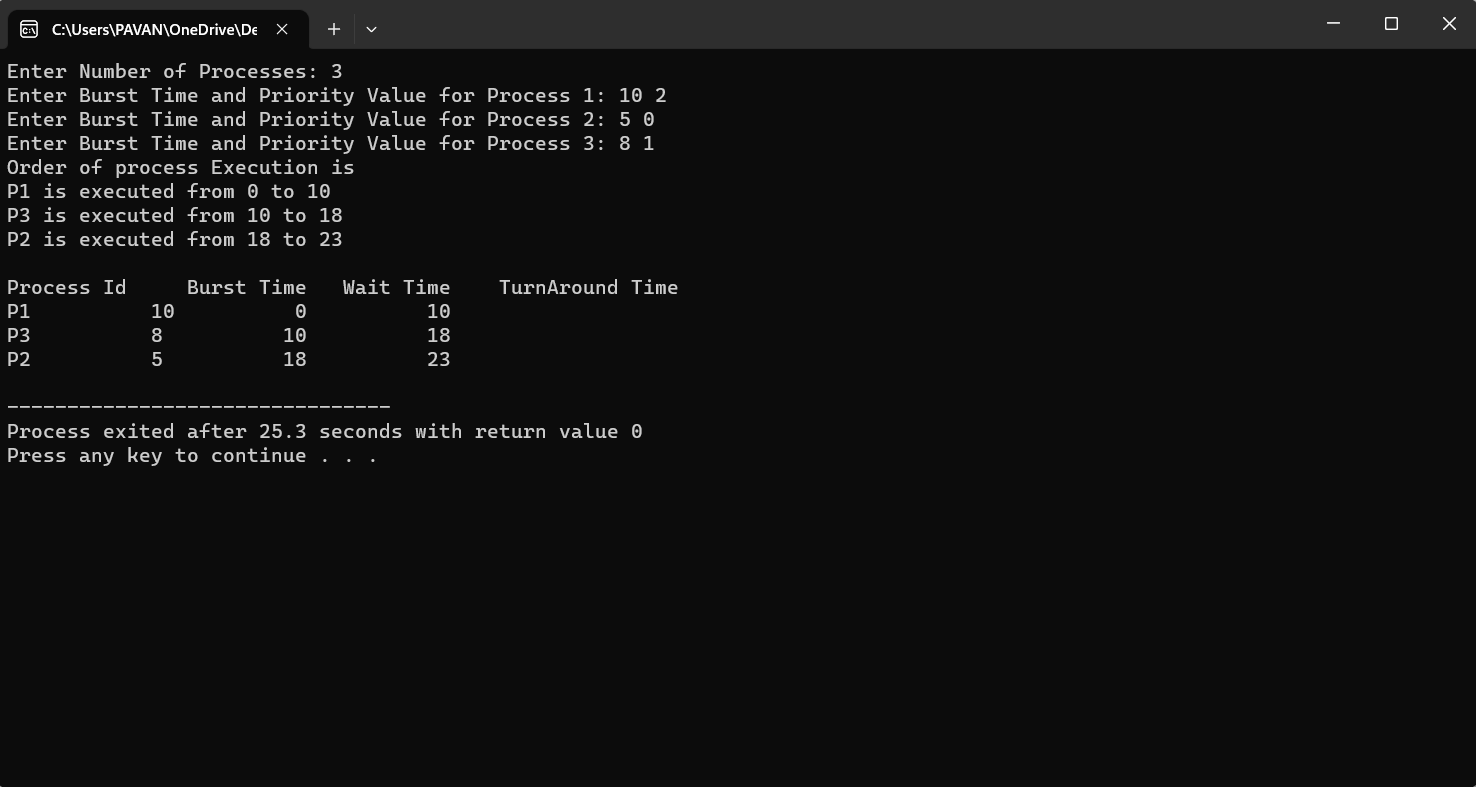 C:\Users\PAVAN\OneDrive\De
Enter Number of Processes: 3
Enter Burst Time and Priority Value for Process 1: 10 2
Enter Burst Time and Priority Value for Process 2: 5 0
Enter Burst Time and Priority Value for Process 3: 8 1
Order of process Execution is
P1 is executed from 0 to 10
P3 is executed from 10 to 18
P2 is executed from 18 to 23
Process Id     Burst Time   Wait Time    TurnAround Time
P1          10          0          10
P3          8          10          18
P2          5          18          23
--------------------------------
Process exited after 25.3 seconds with return value 0
Press any key to continue . . .